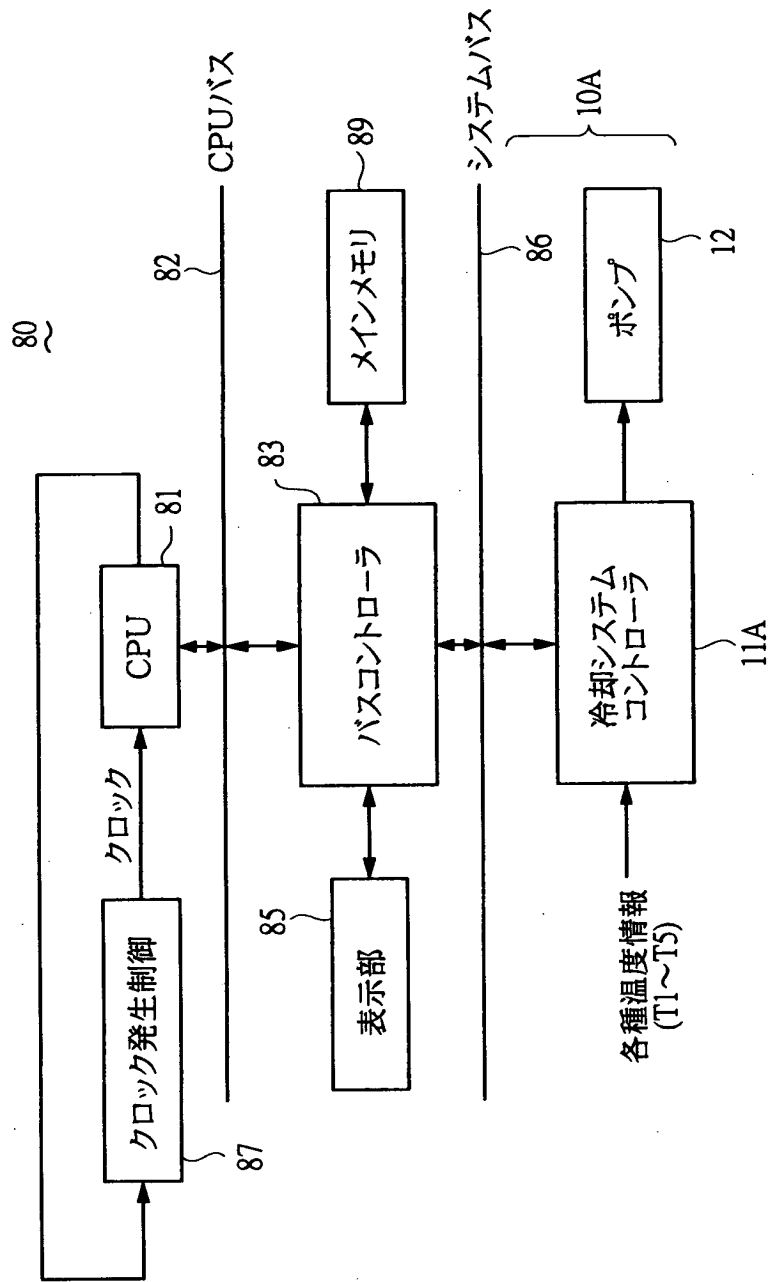 80
CPUバス
82
81
CPU
クロック
クロック発生制御
87
83
89
メインメモリ
バスコントローラ
85
表示部
システムバス
86
10A
12
ポンプ
冷却システム
コントローラ
11A
各種温度情報
(T1〜T5)